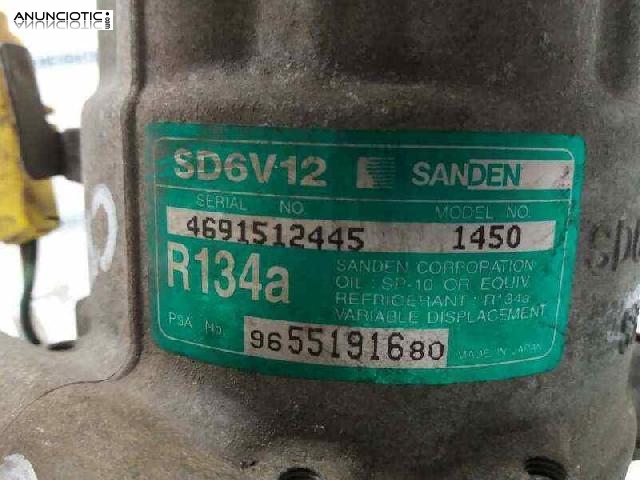 ANUNCIOTIC
.com
SD6V12 SANDEN
SERIAL NO. MODEL NO.
4691512445 1450
R134a
SANDEN CORPORATION
OIL : SP-10 OR EQUIV.
REFRIGERANT : R134a
VARIABLE DISPLACEMENT
PSA No. 9655191680 MADE IN JAPAN